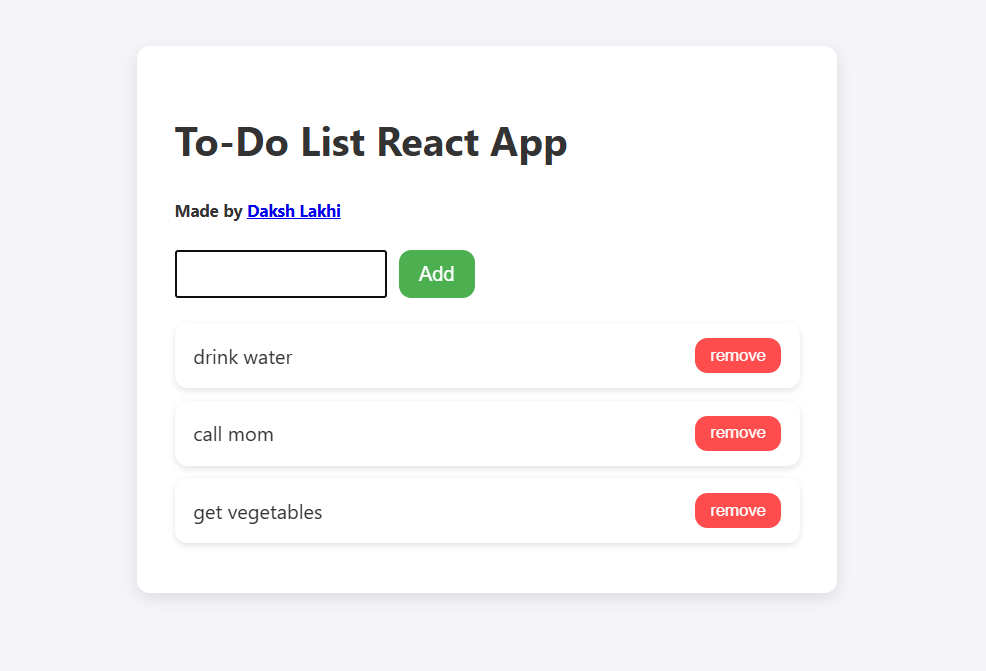 To-Do List React App
Made by Daksh Lakhi
Add
drink water remove
call mom remove
get vegetables remove